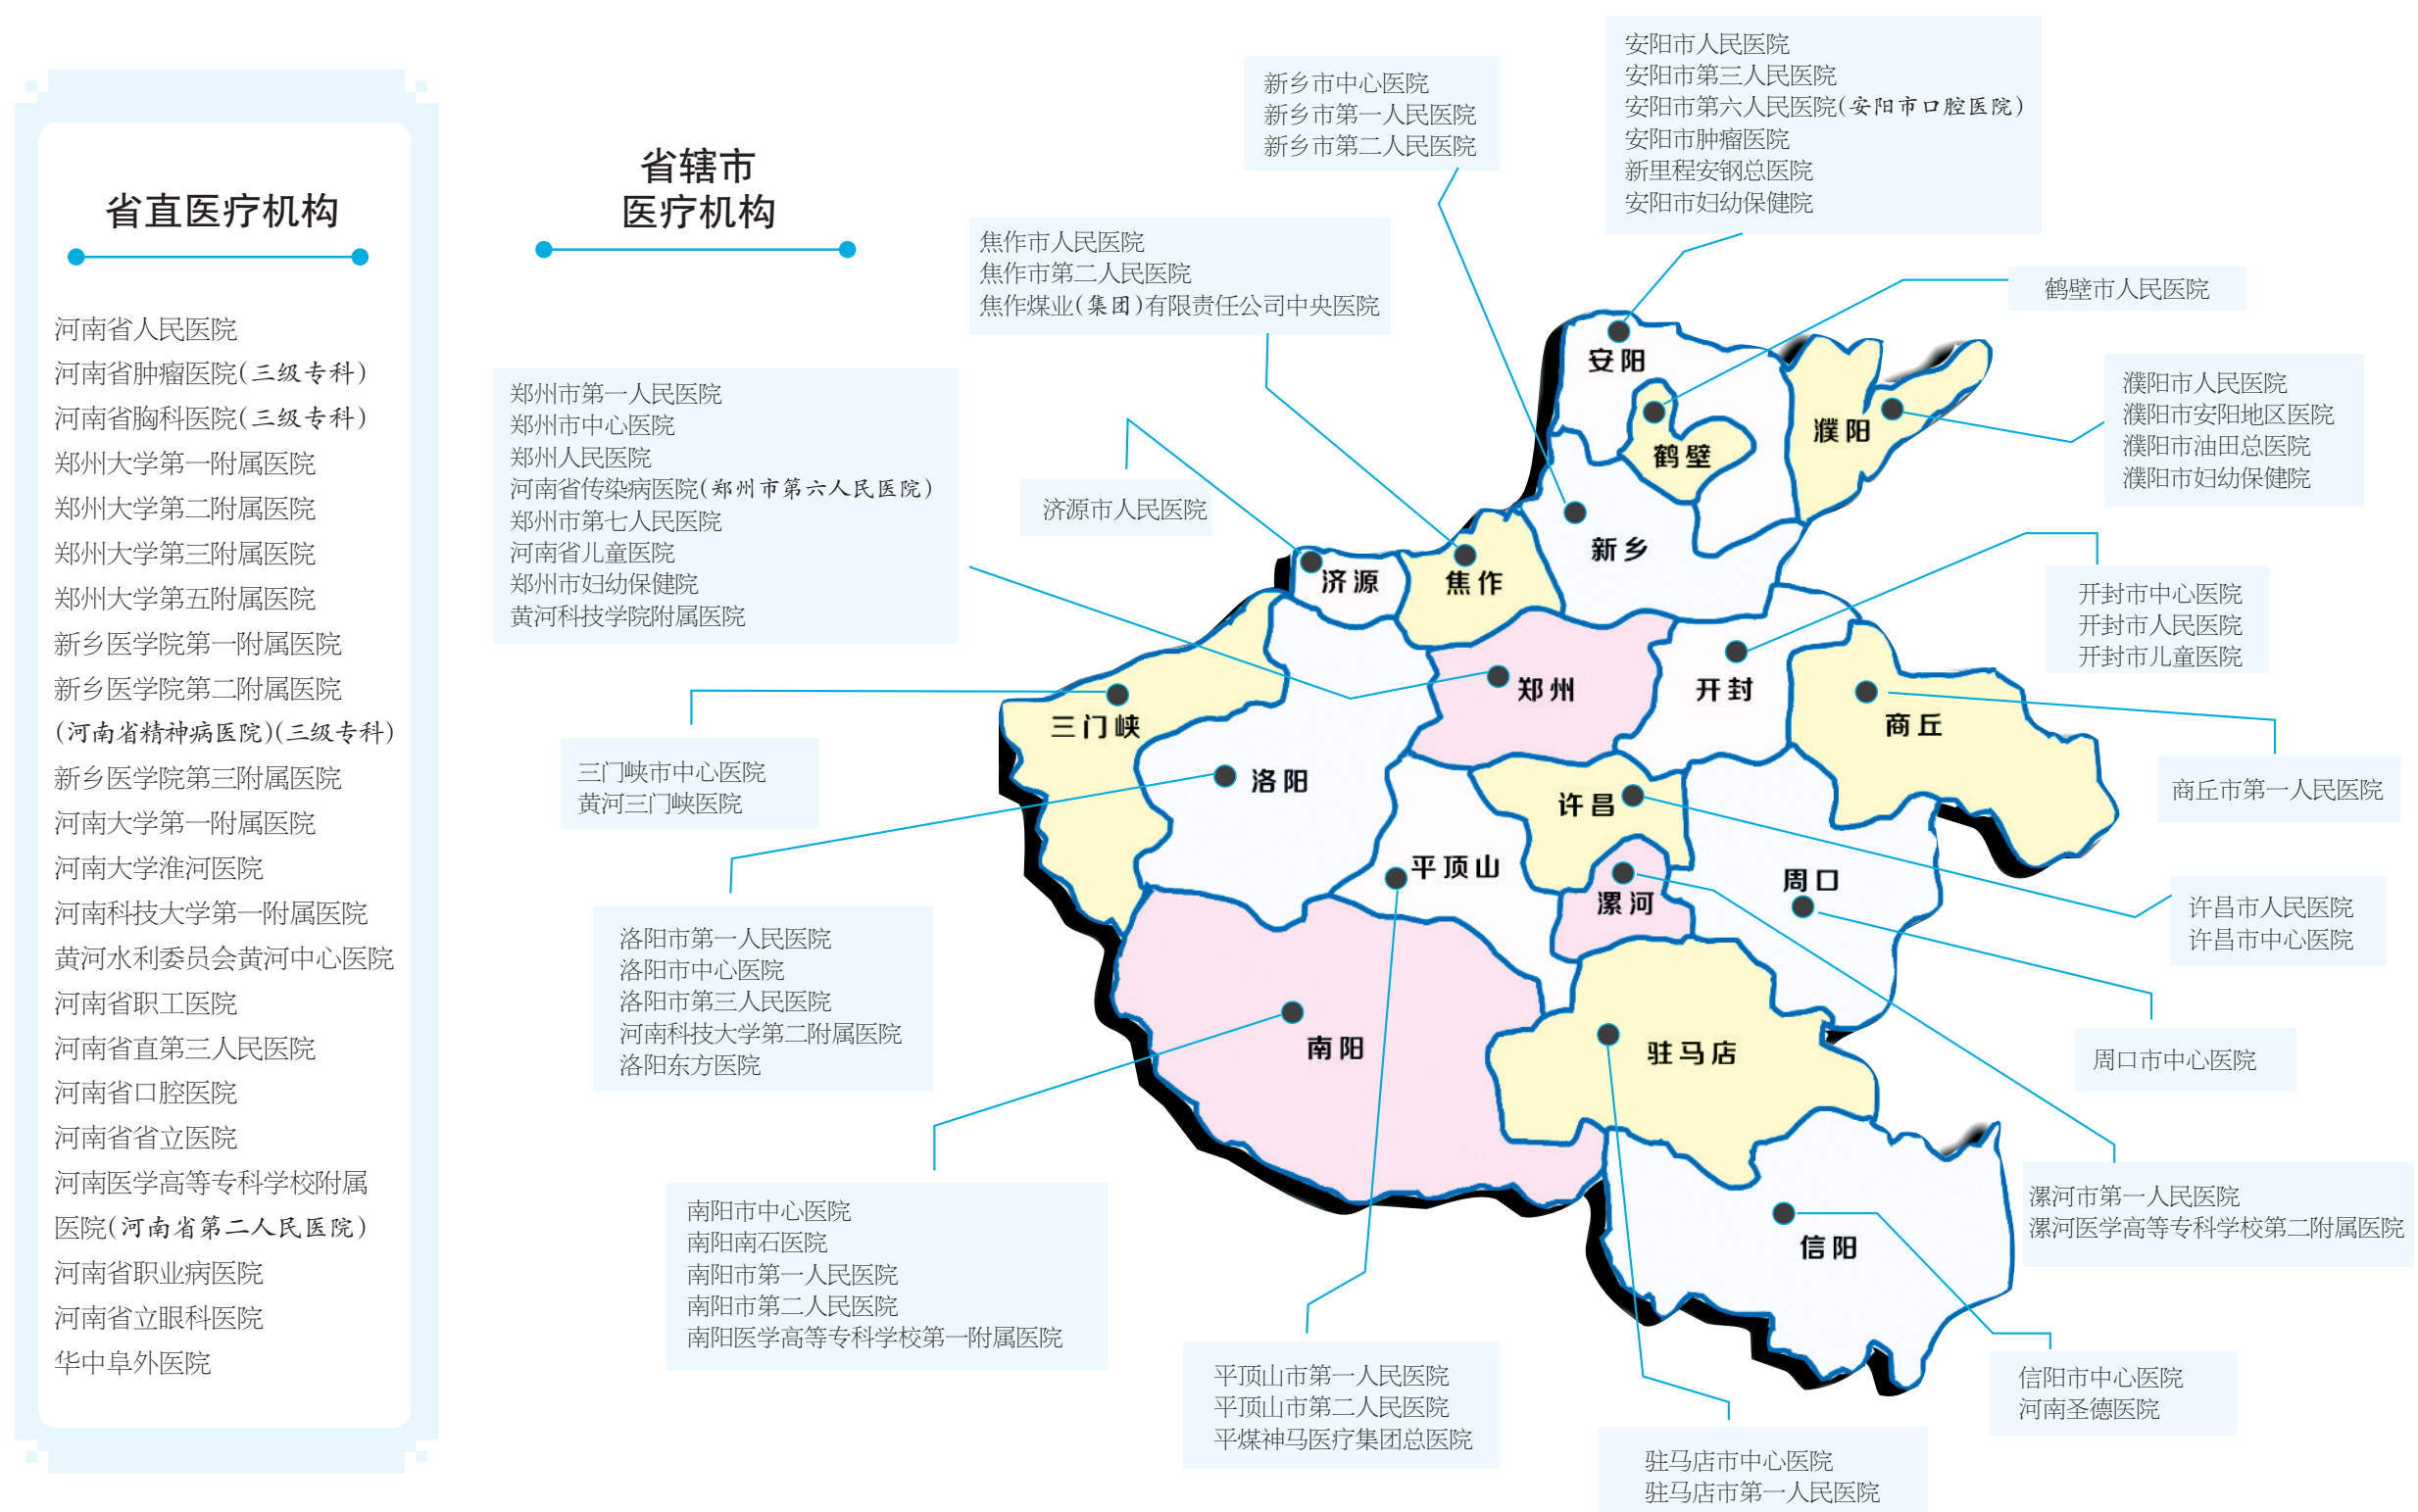 省直医疗机构
河南省人民医院
河南省肿瘤医院(三级专科)
河南省胸科医院(三级专科)
郑州大学第一附属医院
郑州大学第二附属医院
郑州大学第三附属医院
郑州大学第五附属医院
新乡医学院第一附属医院
新乡医学院第二附属医院
(河南省精神病医院)(三级专科)
新乡医学院第三附属医院
河南大学第一附属医院
河南大学淮河医院
河南科技大学第一附属医院
黄河水利委员会黄河中心医院
河南省职工医院
河南省直第三人民医院
河南省口腔医院
河南省省立医院
河南医学高等专科学校附属
医院(河南省第二人民医院)
河南省职业病医院
河南省立眼科医院
华中阜外医院
省辖市
医疗机构
郑州市第一人民医院
郑州市中心医院
郑州人民医院
河南省传染病医院(郑州市第六人民医院)
郑州市第七人民医院
河南省儿童医院
郑州市妇幼保健院
黄河科技学院附属医院
三门峡市中心医院
黄河三门峡医院
洛阳市第一人民医院
洛阳市中心医院
洛阳市第三人民医院
河南科技大学第二附属医院
洛阳东方医院
南阳市中心医院
南阳南石医院
南阳市第一人民医院
南阳市第二人民医院
南阳医学高等专科学校第一附属医院
平顶山市第一人民医院
平顶山市第二人民医院
平煤神马医疗集团总医院
驻马店市中心医院
驻马店市第一人民医院
信阳市中心医院
河南圣德医院
漯河市第一人民医院
漯河医学高等专科学校第二附属医院
周口市中心医院
许昌市人民医院
许昌市中心医院
商丘市第一人民医院
开封市中心医院
开封市人民医院
开封市儿童医院
濮阳市人民医院
濮阳市安阳地区医院
濮阳市油田总医院
濮阳市妇幼保健院
鹤壁市人民医院
安阳市人民医院
安阳市第三人民医院
安阳市第六人民医院(安阳市口腔医院)
安阳市肿瘤医院
新里程安钢总医院
安阳市妇幼保健院
新乡市中心医院
新乡市第一人民医院
新乡市第二人民医院
焦作市人民医院
焦作市第二人民医院
焦作煤业(集团)有限责任公司中央医院
济源市人民医院
安阳
鹤壁
濮阳
新乡
焦作
济源
三门峡
洛阳
郑州
开封
商丘
许昌
平顶山
漯河
周口
南阳
驻马店
信阳